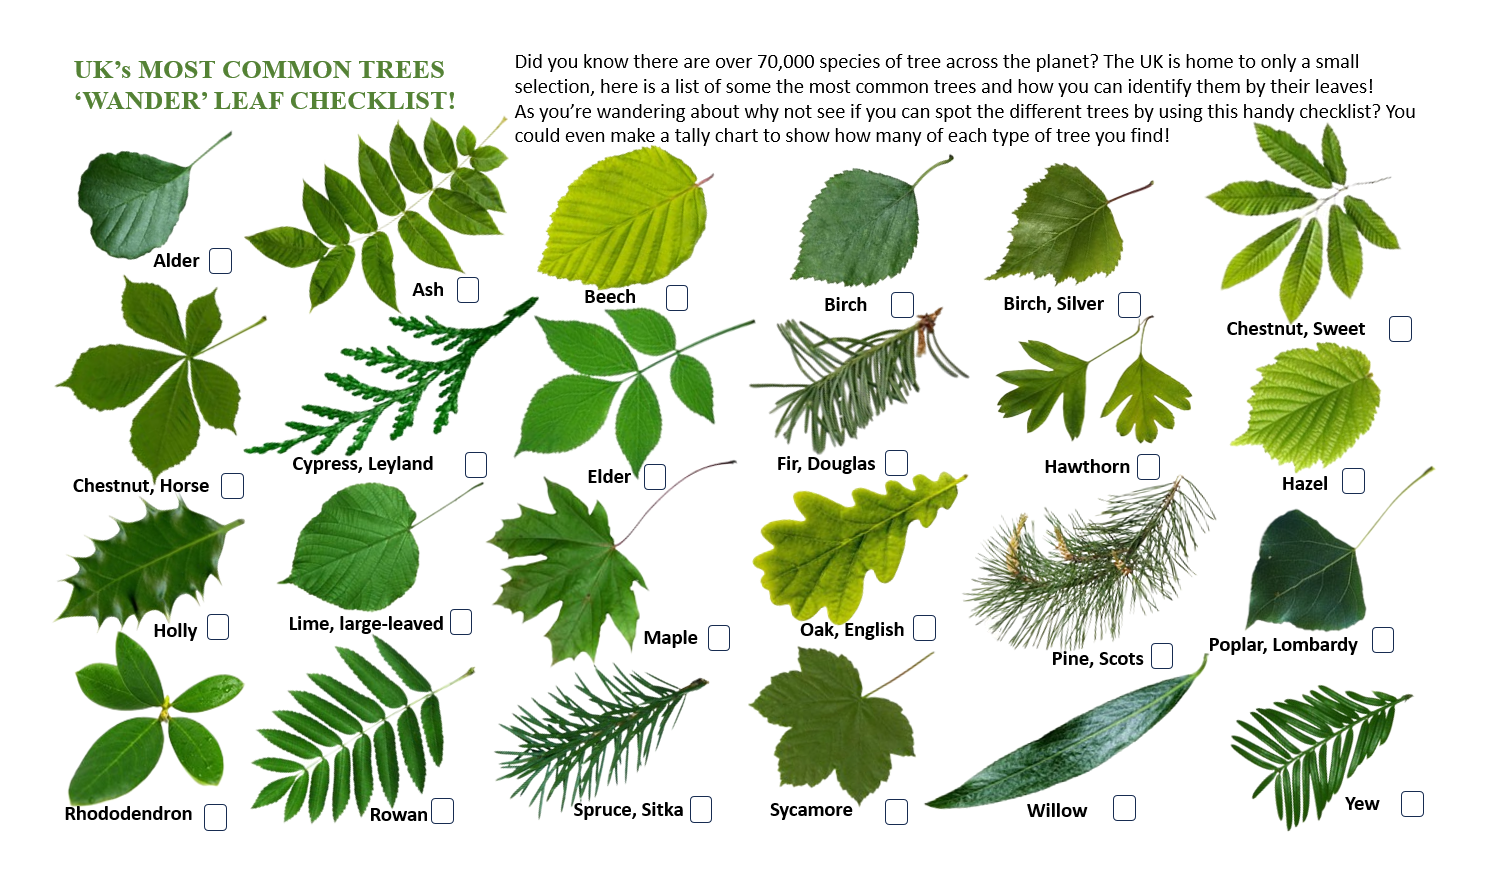 UK’s MOST COMMON TREES
‘WANDER’ LEAF CHECKLIST!
Did you know there are over 70,000 species of tree across the planet? The UK is home to only a small
selection, here is a list of some the most common trees and how you can identify them by their leaves!
As you’re wandering about why not see if you can spot the different trees by using this handy checklist? You
could even make a tally chart to show how many of each type of tree you find!
Alder
Ash
Beech
Birch
Birch, Silver
Chestnut, Sweet
Chestnut, Horse
Cypress, Leyland
Elder
Fir, Douglas
Hawthorn
Hazel
Holly
Lime, large-leaved
Maple
Oak, English
Pine, Scots
Poplar, Lombardy
Rhododendron
Rowan
Spruce, Sitka
Sycamore
Willow
Yew